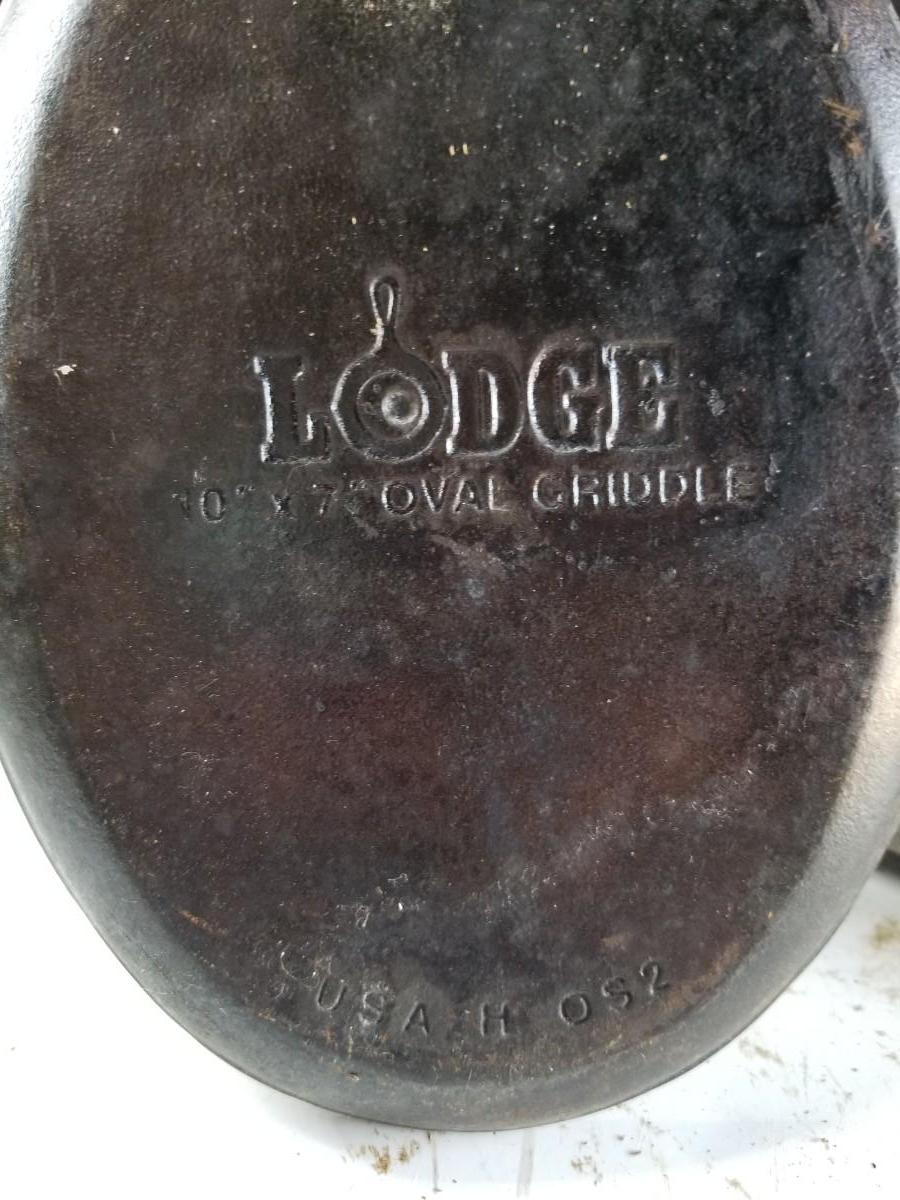 LODGE
10" x 7" OVAL GRIDDLE
USA H OS2